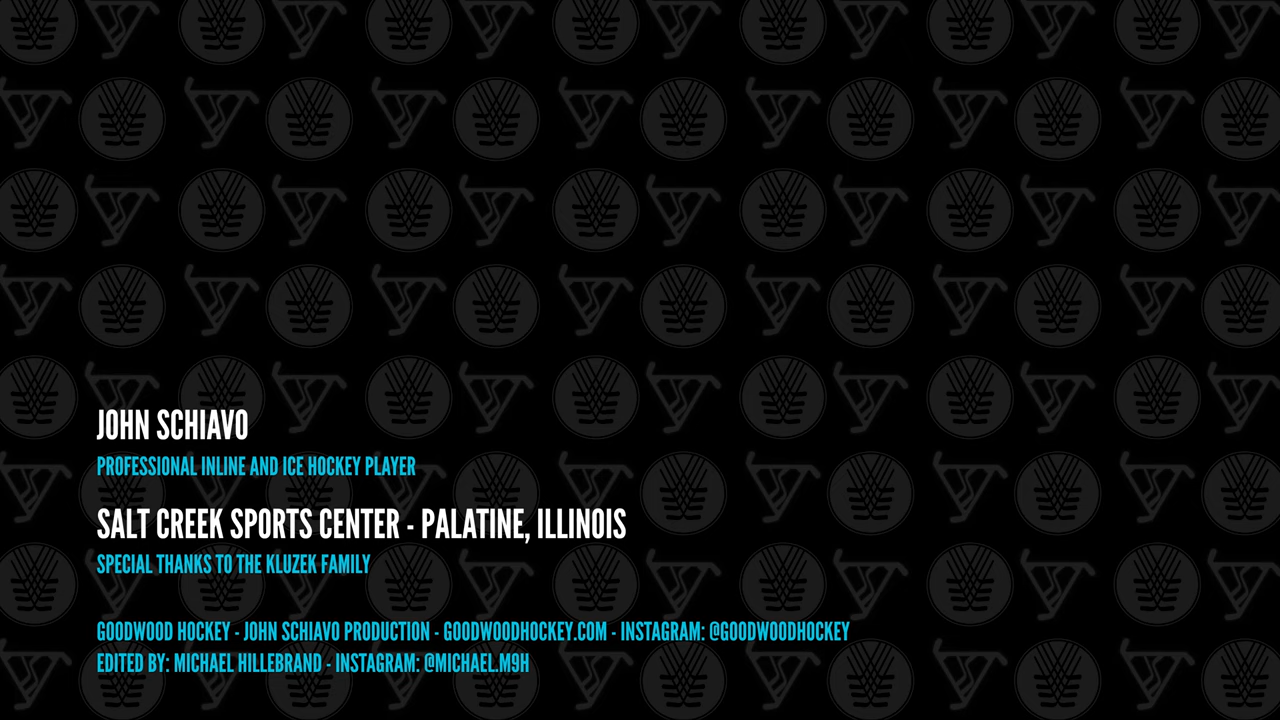 JOHN SCHIAVO
PROFESSIONAL INLINE AND ICE HOCKEY PLAYER
SALT CREEK SPORTS CENTER - PALATINE, ILLINOIS
SPECIAL THANKS TO THE KLUZEK FAMILY
GOODWOOD HOCKEY - JOHN SCHIAVO PRODUCTION - GOODWOODHOCKEY.COM - INSTAGRAM: @GOODWOODHOCKEY
EDITED BY: MICHAEL HILLEBRAND - INSTAGRAM: @MICHAEL.M9H